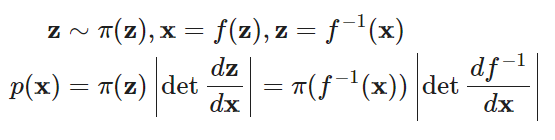 z ∼ π(z), x = f(z), z = f⁻¹(x)
p(x) = π(z) |det dz/dx| = π(f⁻¹(x)) |det df⁻¹/dx|